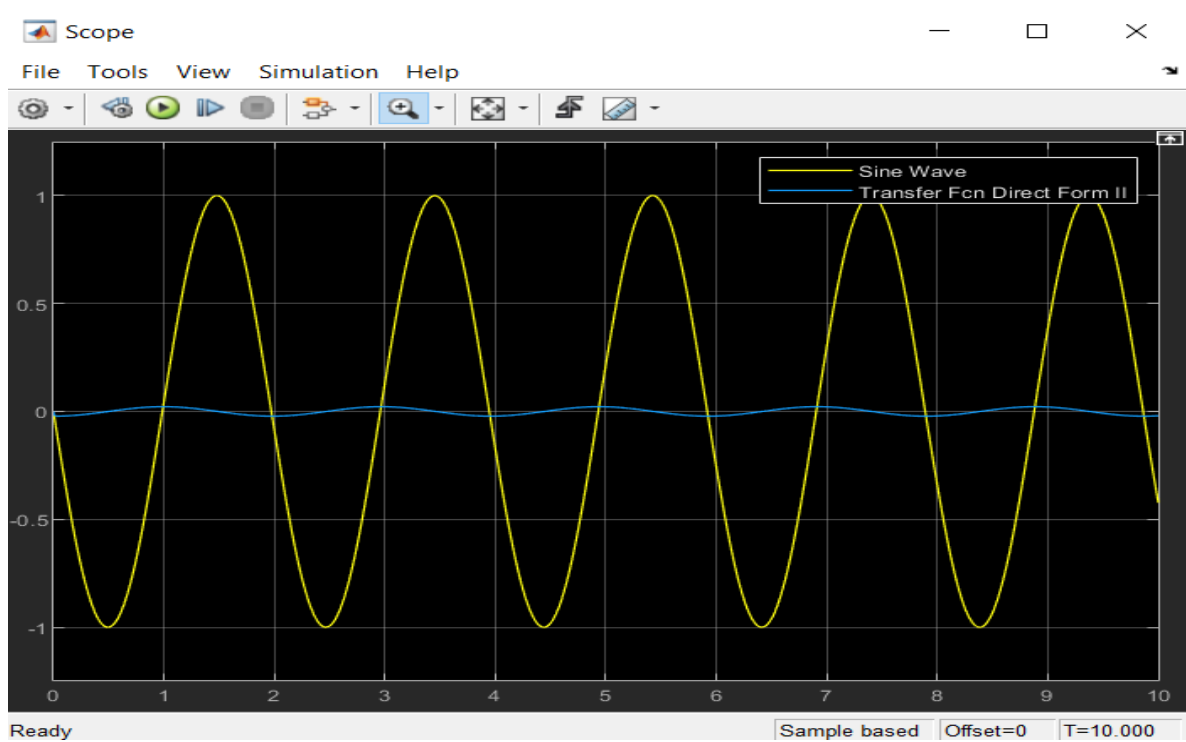 Scope
File Tools View Simulation Help
Sine Wave
Transfer Fcn Direct Form II
1
0.5
0
-0.5
-1
0 1 2 3 4 5 6 7 8 9 10
Ready Sample based Offset=0 T=10.000